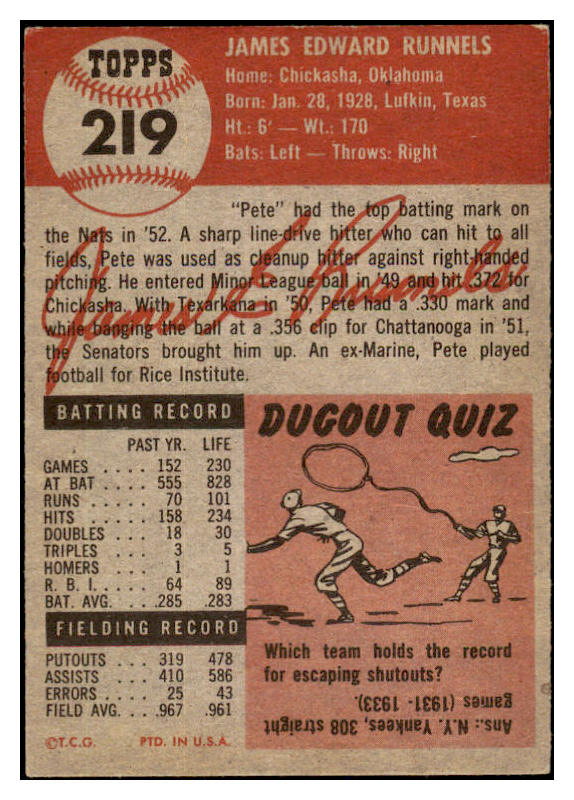 TOPPS
219
JAMES EDWARD RUNNELS
Home: Chickasha, Oklahoma
Born: Jan. 28, 1928, Lufkin, Texas
Ht.: 6' — Wt.: 170
Bats: Left — Throws: Right
"Pete" had the top batting mark on
the Nats in '52. A sharp line-drive hitter who can hit to all
fields, Pete was used as cleanup hitter against right-handed
pitching. He entered Minor League ball in '49 and hit .372 for
Chickasha. With Texarkana in '50, Pete had a .330 mark and
while banging the ball at a .356 clip for Chattanooga in '51,
the Senators brought him up. An ex-Marine, Pete played
football for Rice Institute.
James E Runnels
BATTING RECORD
PAST YR. LIFE
GAMES .... 152 230
AT BAT .... 555 828
RUNS .... 70 101
HITS .... 158 234
DOUBLES .. 18 30
TRIPLES ... 3 5
HOMERS ... 1 1
R. B. I. .... 64 89
BAT. AVG. ... .285 .283
FIELDING RECORD
PUTOUTS ... 319 478
ASSISTS .... 410 586
ERRORS .... 25 43
FIELD AVG. ... .967 .961
©T.C.G. PTD. IN U.S.A.
DUGOUT QUIZ
Which team holds the record
for escaping shutouts?
Ans.: N.Y. Yankees, 308 straight
games (1931 - 1933).